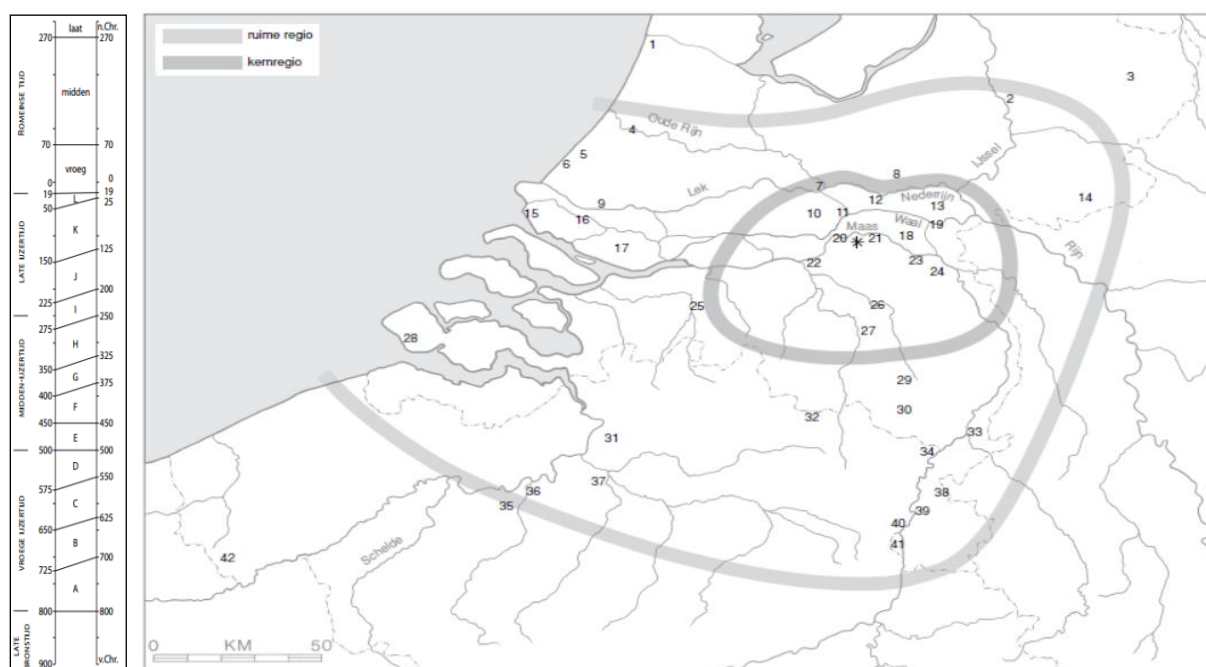 laat
n.Chr.
270
270
ROMEINSE TIJD
midden
70
70
vroeg
0
0
19
19
L
25
50
K
LATE IJZERTIJD
125
150
J
200
225
I
250
275
H
MIDDEN-IJZERTIJD
325
350
G
375
400
F
450
450
E
500
500
D
550
575
VROEGE IJZERTIJD
C
625
650
B
700
725
A
800
800
LATE
BRONSTIJD
900
v.Chr.
ruime regio
kernregio
1
3
2
Oude Rijn
4
5
6
IJssel
8
Lek
7
12
Nederrijn
14
9
15
16
10
11
13
Waal
19
Maas
20
21
18
Rijn
17
22
23
24
25
26
27
28
29
30
32
31
33
34
37
36
35
38
39
40
41
42
Schelde
0 KM 50